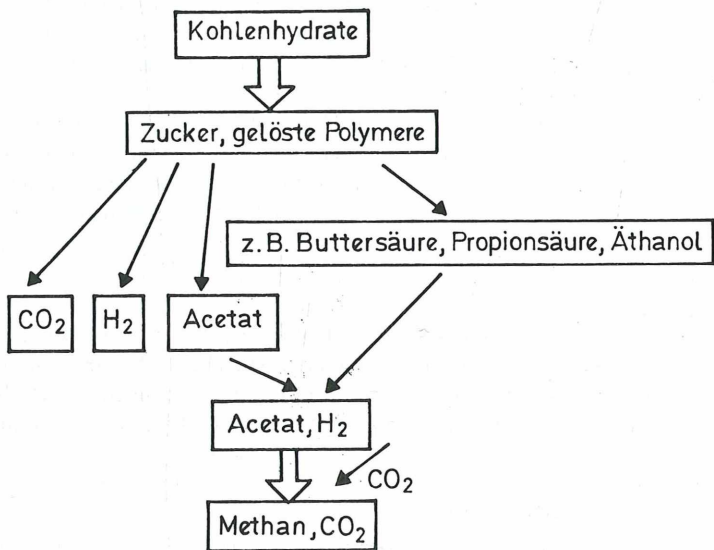 Kohlenhydrate
Zucker, gelöste Polymere
z.B. Buttersäure, Propionsäure, Äthanol
CO₂
H₂
Acetat
Acetat, H₂
CO₂
Methan, CO₂